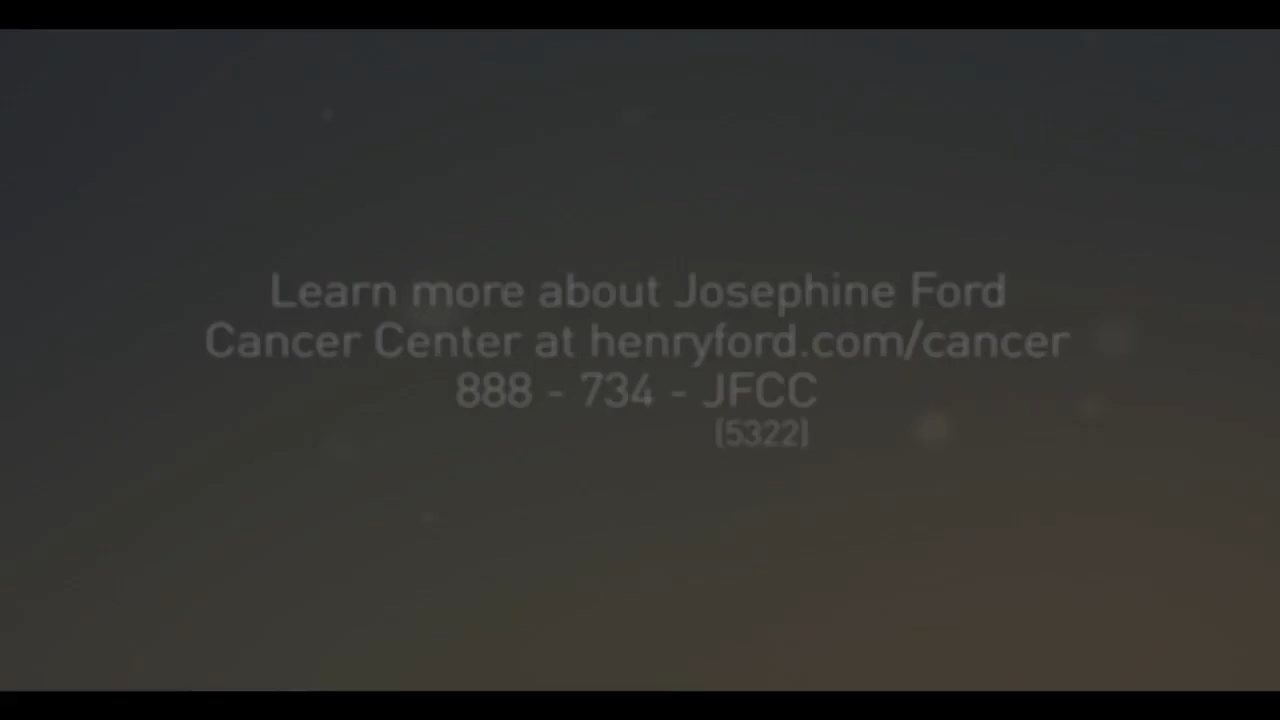 Learn more about Josephine Ford
Cancer Center at henryford.com/cancer
888 - 734 - JFCC
(5322)